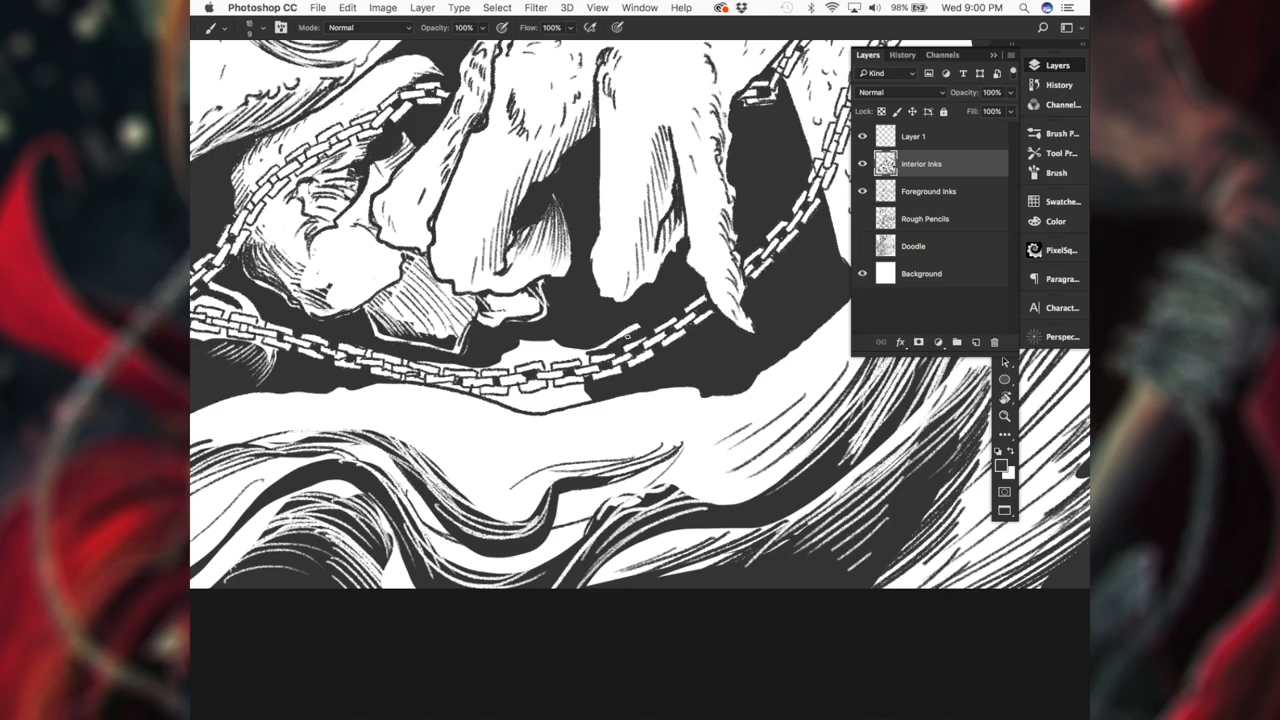 Photoshop CC File Edit Image Layer Type Select Filter 3D View Window Help 98% Wed 9:00 PM
9 Mode: Normal Opacity: 100% Flow: 100%
Layers History Channels
Kind
Normal Opacity: 100%
Lock: Fill: 100%
Layer 1
Interior Inks
Foreground Inks
Rough Pencils
Doodle
Background
fx
Layers
History
Channel...
Brush P...
Tool Pr...
Brush
Swatche...
Color
PixelSq...
Paragra...
Charact...
Perspec...